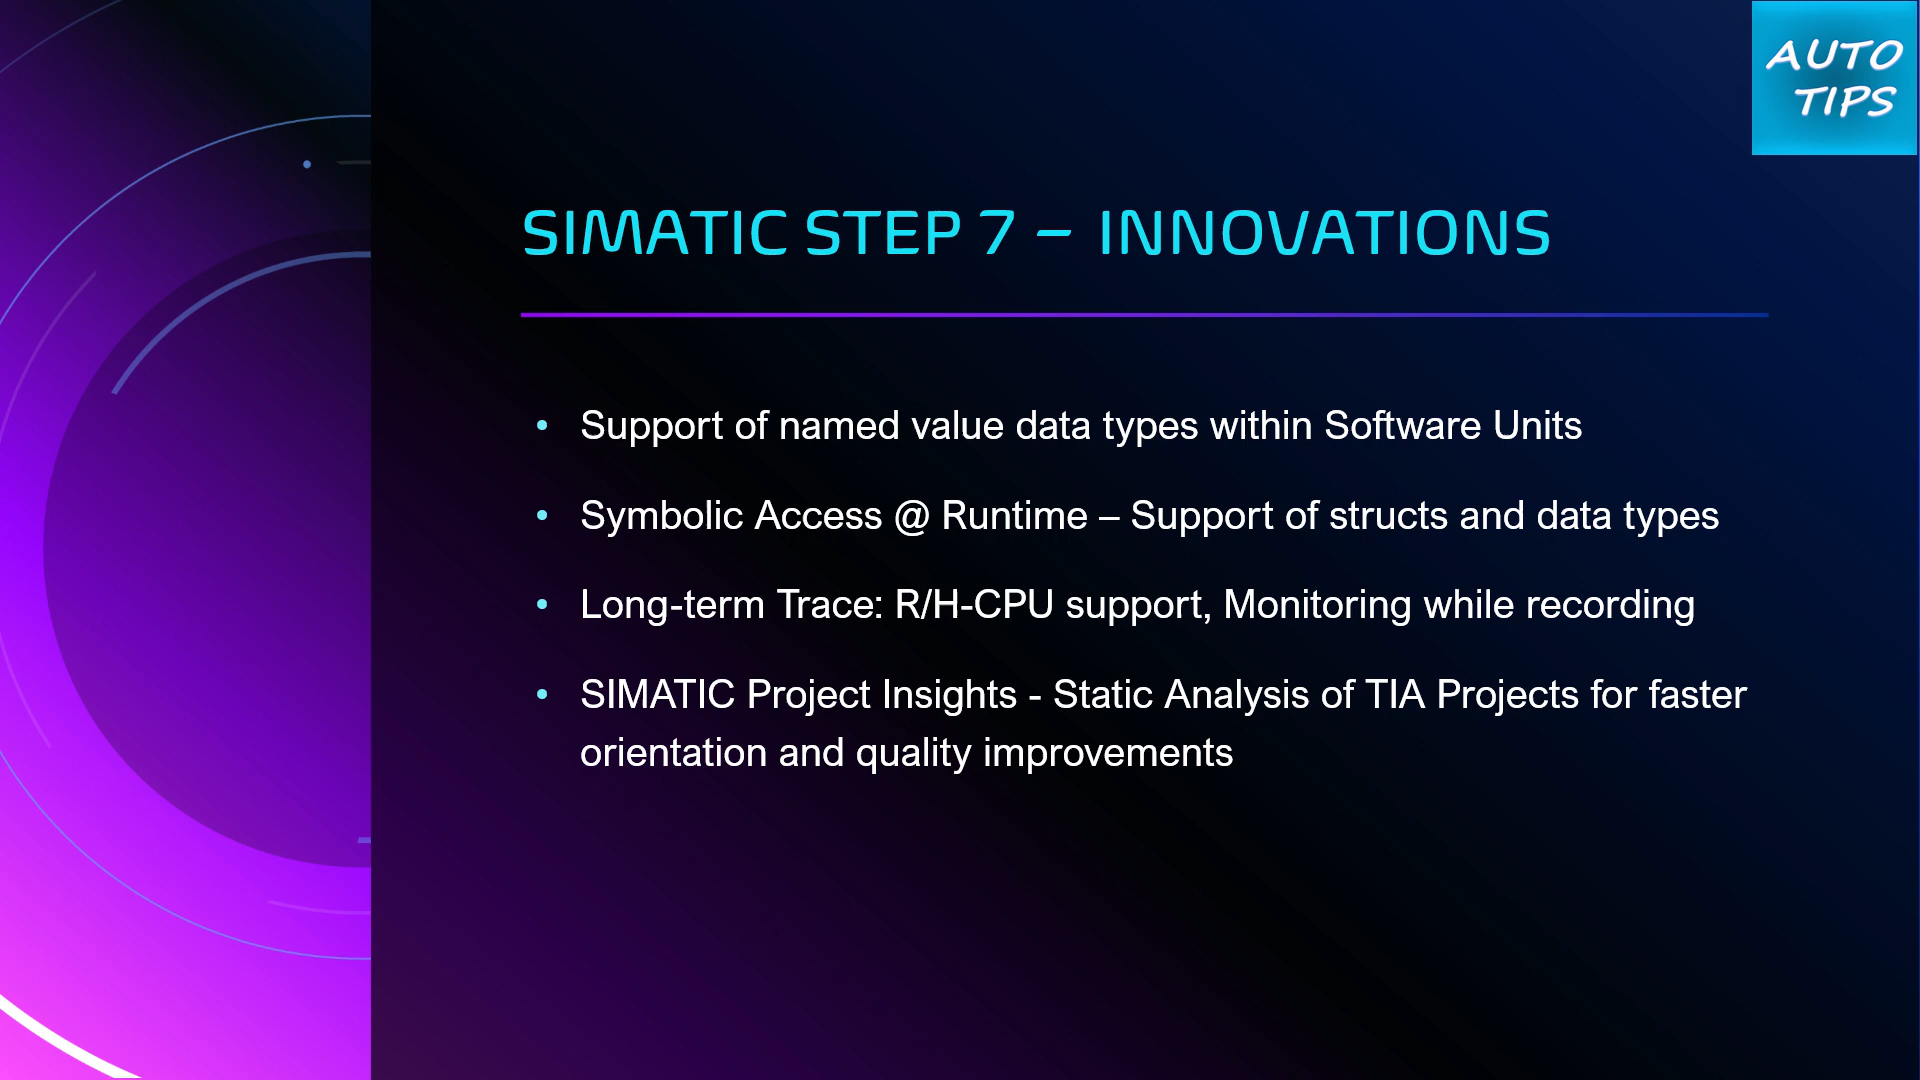 AUTO
TIPS
SIMATIC STEP 7 – INNOVATIONS
• Support of named value data types within Software Units
• Symbolic Access @ Runtime – Support of structs and data types
• Long-term Trace: R/H-CPU support, Monitoring while recording
• SIMATIC Project Insights - Static Analysis of TIA Projects for faster
orientation and quality improvements